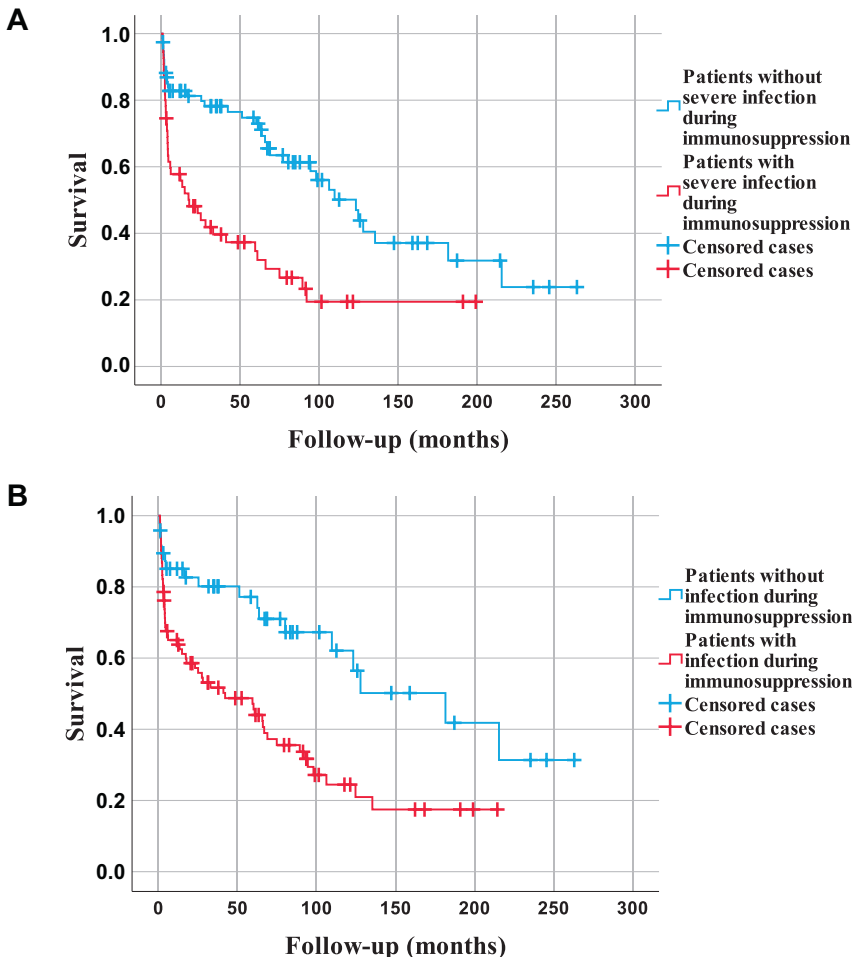 A
1.0
0.8
0.6
0.4
0.2
0.0
Survival
0 50 100 150 200 250 300
Follow-up (months)
Patients without
severe infection
during
immunosuppression
Patients with
severe infection
during
immunosuppression
Censored cases
Censored cases
B
1.0
0.8
0.6
0.4
0.2
0.0
Survival
0 50 100 150 200 250 300
Follow-up (months)
Patients without
infection during
immunosuppression
Patients with
infection during
immunosuppression
Censored cases
Censored cases